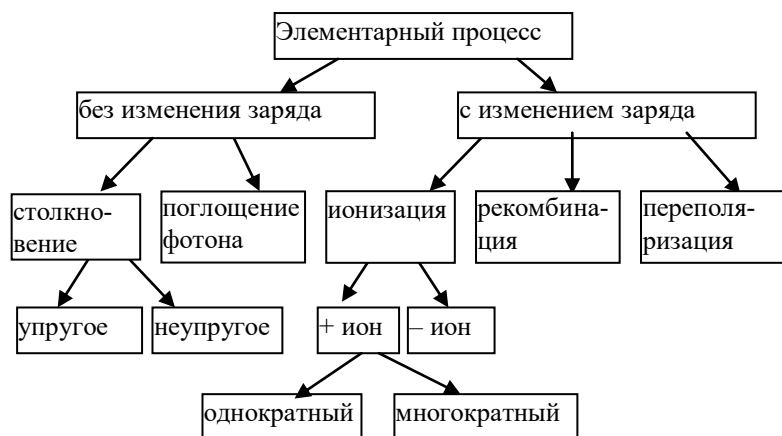 Элементарный процесс
без изменения заряда
с изменением заряда
столкно-
вение
поглощение
фотона
ионизация
рекомбина-
ция
переполя-
ризация
упругое
неупругое
+ ион
– ион
однократный
многократный